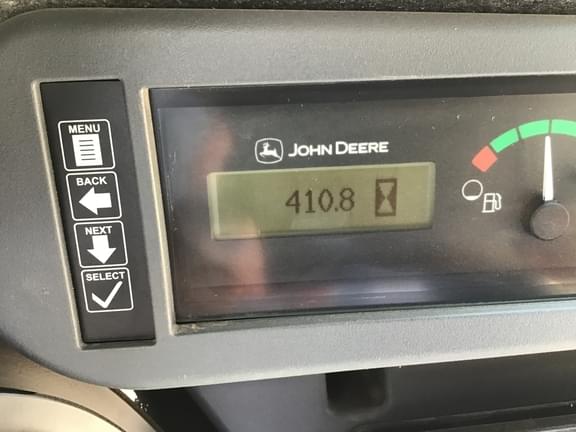 MENU
BACK
NEXT
SELECT
JOHN DEERE
410.8